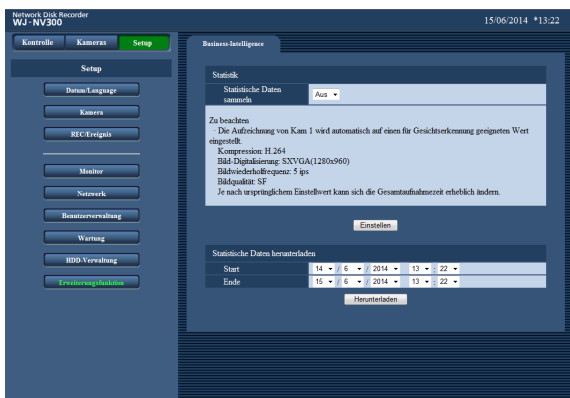 Network Disk Recorder
WJ-NV300
15/06/2014 *13:22
Kontrolle Kameras Setup
Setup
Datum/Language
Kamera
REC/Ereignis
Monitor
Netzwerk
Benutzerverwaltung
Wartung
HDD-Verwaltung
Erweiterungsfunktion
Business-Intelligence
Statistik
Statistische Daten
sammeln
Aus
Zu beachten
- Die Aufzeichnung von Kam 1 wird automatisch auf einen für Gesichtserkennung geeigneten Wert
eingestellt.
Kompression: H.264
Bild-Digitalisierung: SXVGA(1280x960)
Bildwiederholfrequenz: 5 ips
Bildqualität: SF
Je nach ursprünglichem Einstellwert kann sich die Gesamtaufnahmezeit erheblich ändern.
Einstellen
Statistische Daten herunterladen
Start 14 / 6 / 2014 13 : 22
Ende 15 / 6 / 2014 13 : 22
Herunterladen